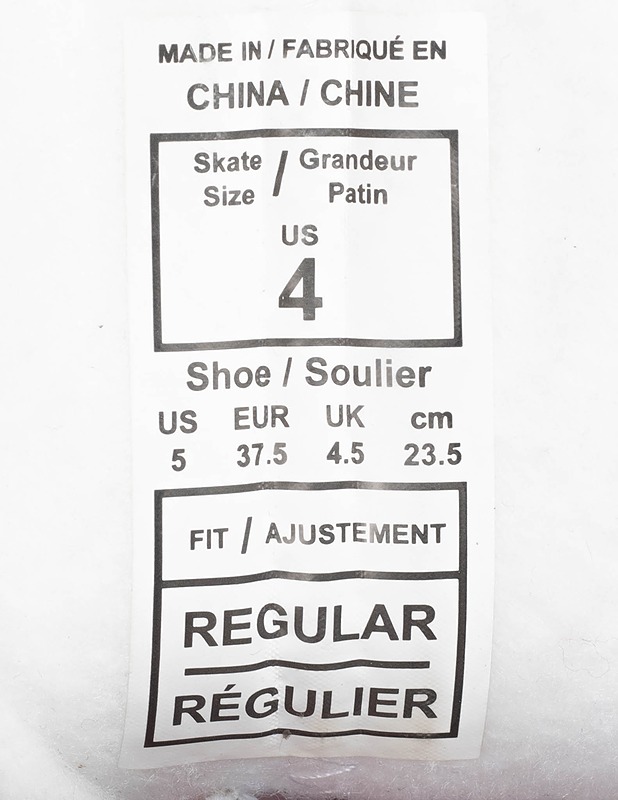 MADE IN / FABRIQUÉ EN
CHINA / CHINE
Skate / Grandeur
Size Patin
US
4
Shoe / Soulier
US EUR UK cm
5 37.5 4.5 23.5
FIT / AJUSTEMENT
REGULAR
RÉGULIER